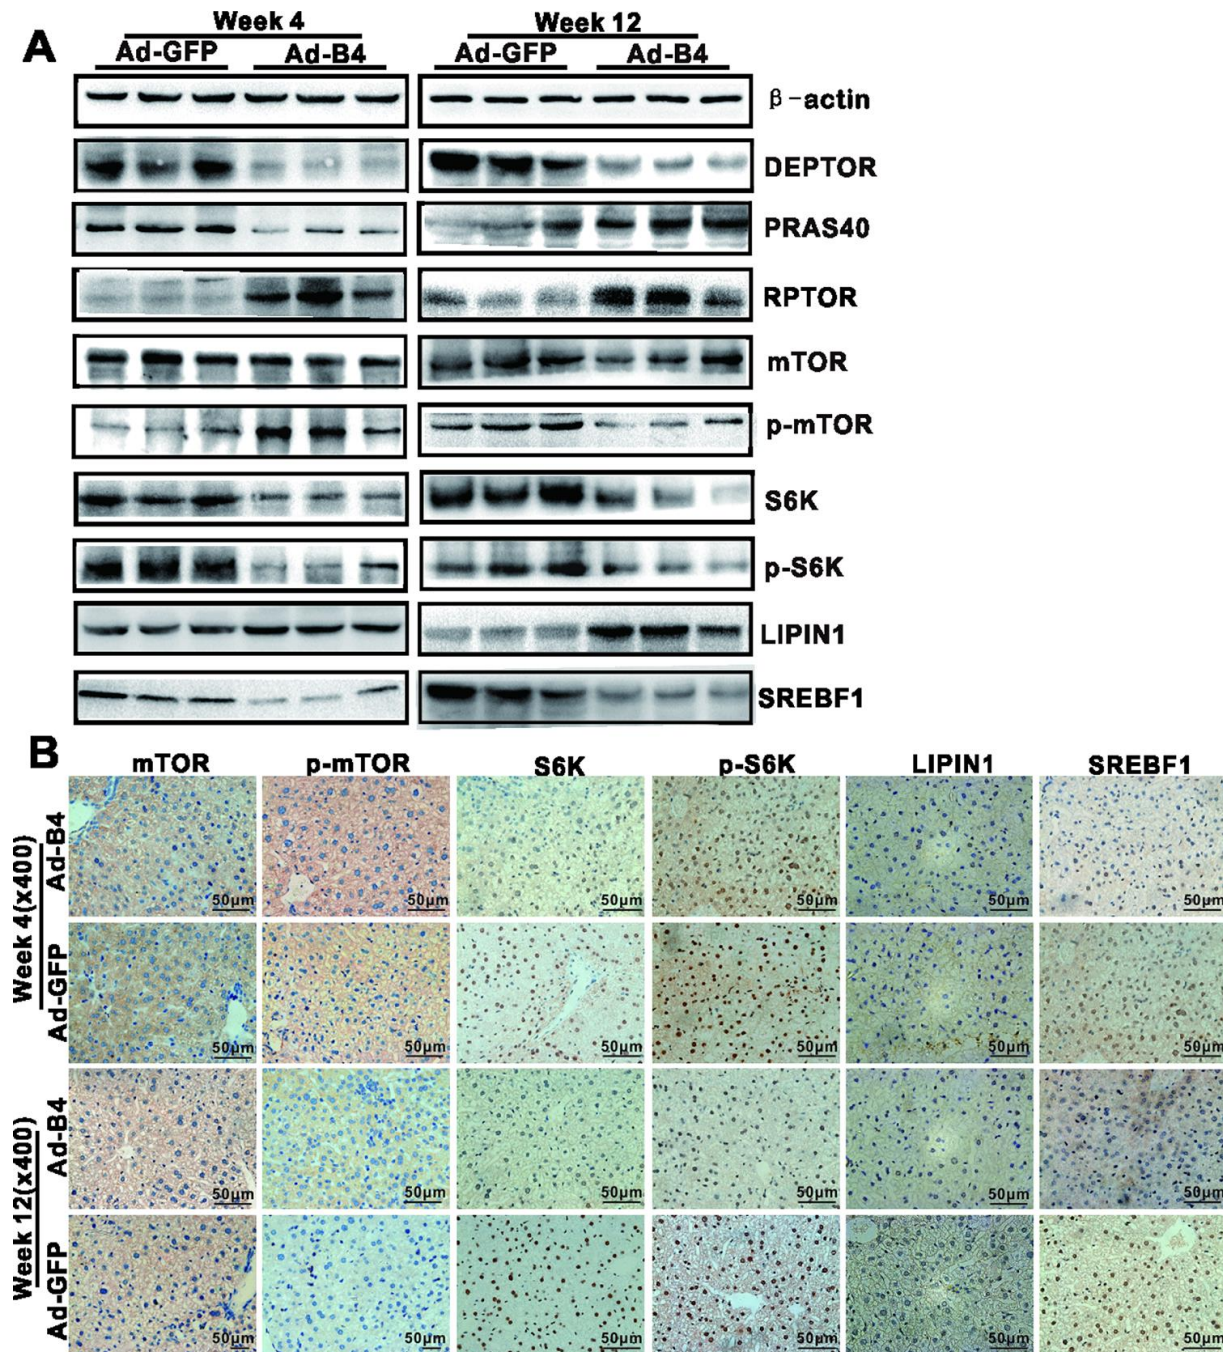 A
Week 4
Week 12
Ad-GFP
Ad-B4
Ad-GFP
Ad-B4
β-actin
DEPTOR
PRAS40
RPTOR
mTOR
p-mTOR
S6K
p-S6K
LIPIN1
SREBF1
B
mTOR
p-mTOR
S6K
p-S6K
LIPIN1
SREBF1
Week 4(x400)
Ad-B4
50μm
50μm
50μm
50μm
50μm
50μm
Ad-GFP
50μm
50μm
50μm
50μm
50μm
50μm
Week 12(x400)
Ad-B4
50μm
50μm
50μm
50μm
50μm
50μm
Ad-GFP
50μm
50μm
50μm
50μm
50μm
50μm